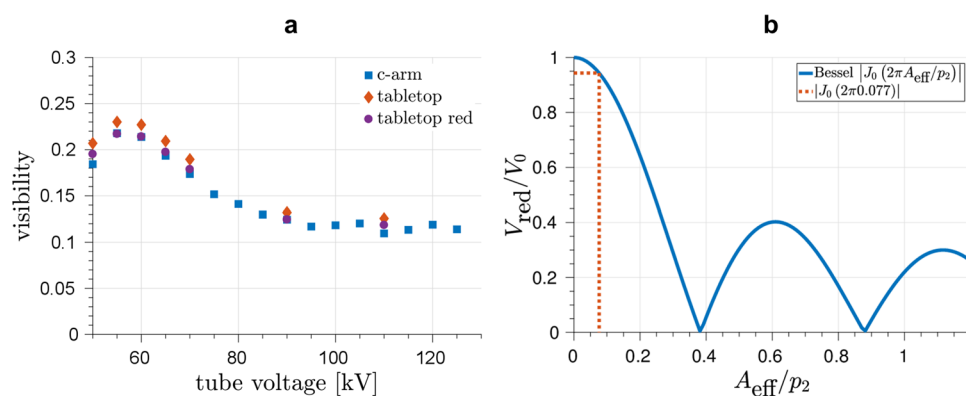 a
0.3
0.25
0.2
0.15
0.1
0.05
0
visibility
60
80
100
120
tube voltage [kV]
c-arm
tabletop
tabletop red
b
1
0.8
0.6
0.4
0.2
0
V_red/V_0
0
0.2
0.4
0.6
0.8
1
A_eff/p_2
Bessel |J_0 (2πA_eff/p_2)|
|J_0 (2π0.077)|